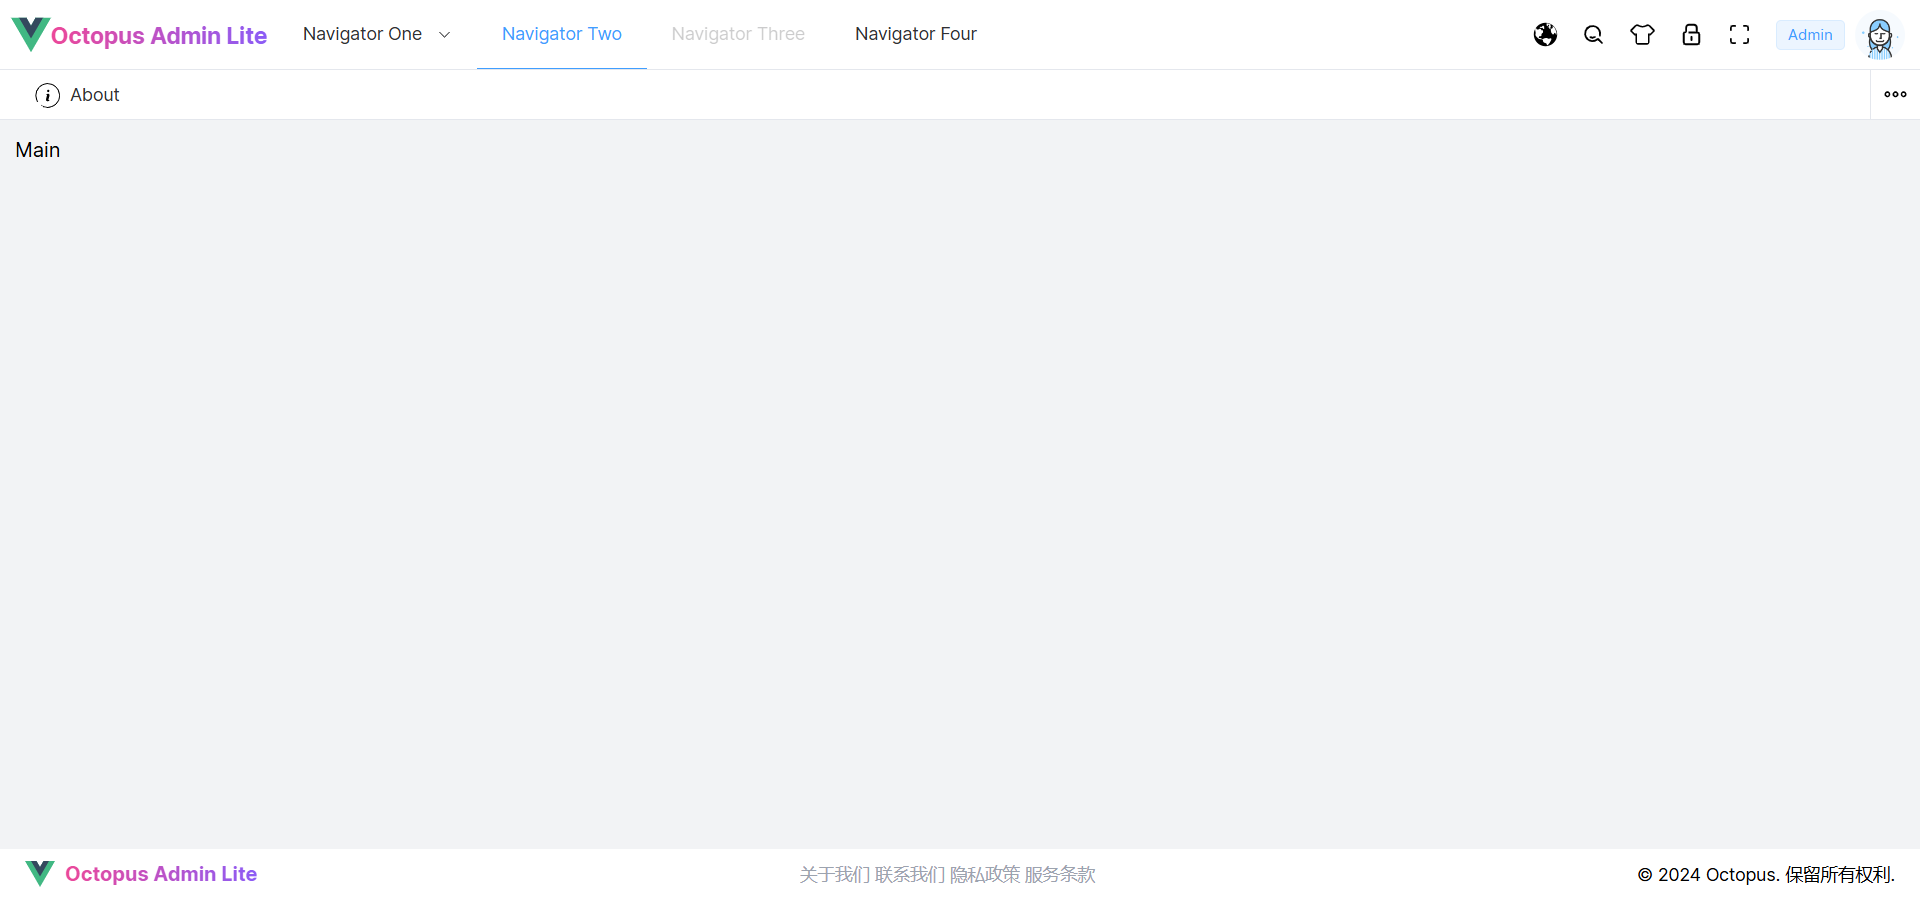 Octopus Admin Lite Navigator One Navigator Two Navigator Three Navigator Four Admin
About
Main
Octopus Admin Lite 关于我们 联系我们 隐私政策 服务条款 © 2024 Octopus. 保留所有权利.